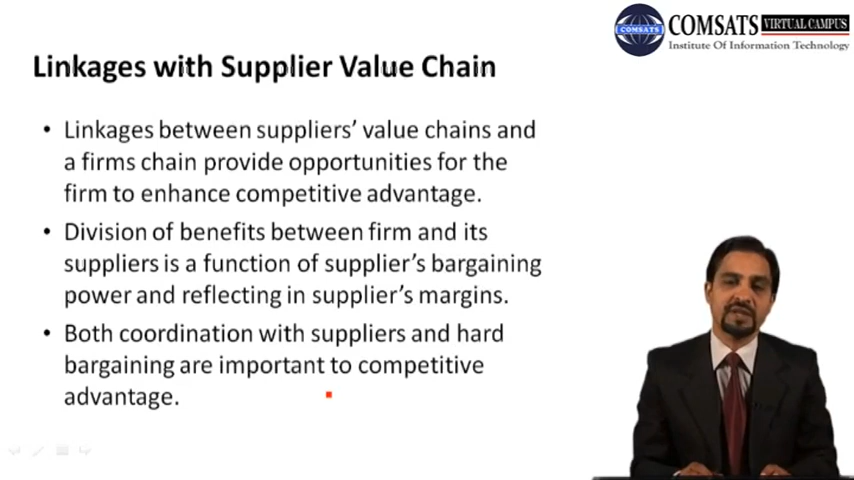 COMSATS VIRTUAL CAMPUS
COMSATS
Institute Of Information Technology
Linkages with Supplier Value Chain
• Linkages between suppliers’ value chains and
a firms chain provide opportunities for the
firm to enhance competitive advantage.
• Division of benefits between firm and its
suppliers is a function of supplier’s bargaining
power and reflecting in supplier’s margins.
• Both coordination with suppliers and hard
bargaining are important to competitive
advantage.